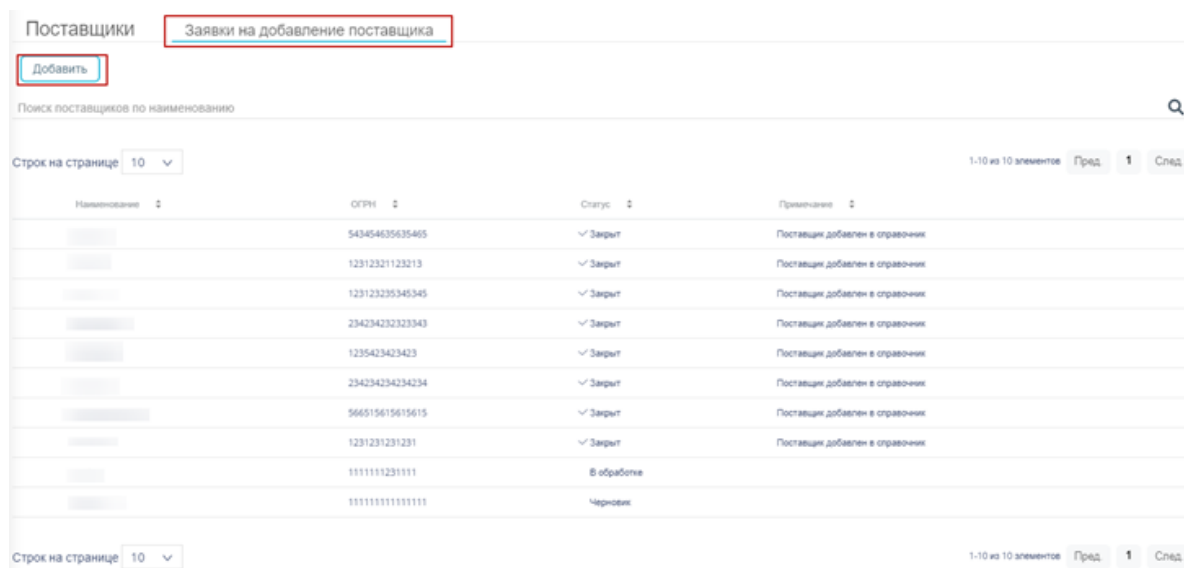 Поставщики Заявки на добавление поставщика
Добавить
Поиск поставщиков по наименованию
Строк на странице 10 1-10 из 10 элементов Пред. 1 След.
Наименование ОГРН Статус Примечание
543454635635465 Закрыт Поставщик добавлен в справочник
12312321123213 Закрыт Поставщик добавлен в справочник
123123235345345 Закрыт Поставщик добавлен в справочник
234234232323343 Закрыт Поставщик добавлен в справочник
1235423423423 Закрыт Поставщик добавлен в справочник
234234234234234 Закрыт Поставщик добавлен в справочник
566515615615615 Закрыт Поставщик добавлен в справочник
1231231231231 Закрыт Поставщик добавлен в справочник
1111111231111 В обработке
111111111111111 Черновик
Строк на странице 10 1-10 из 10 элементов Пред. 1 След.